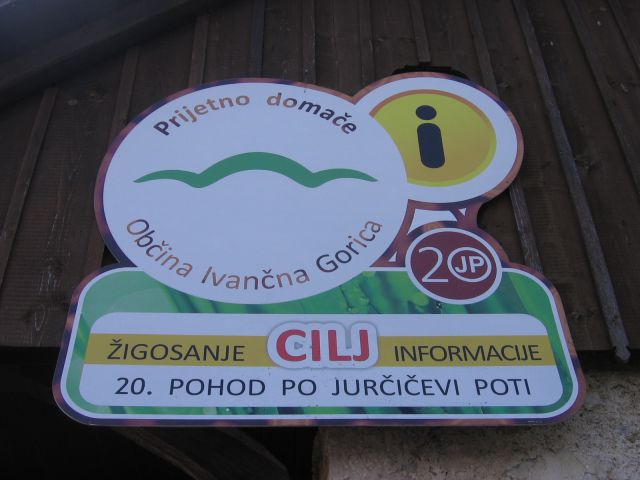 Prijetno domače
i
Občina Ivančna Gorica
20 JP
ŽIGOSANJE CILJ INFORMACIJE
20. POHOD PO JURČIČEVI POTI